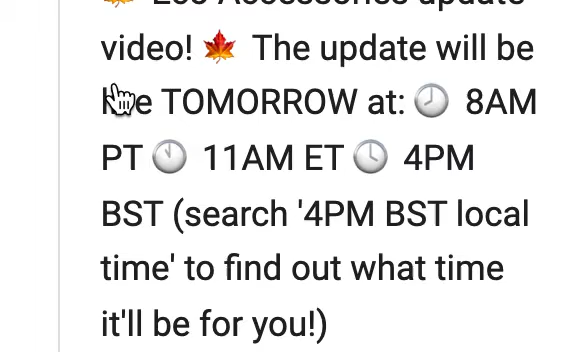 video! 🍁 The update will be
TOMORROW at: 🕗 8AM
PT 🕚 11AM ET 🕓 4PM
BST (search '4PM BST local
time' to find out what time
it'll be for you!)